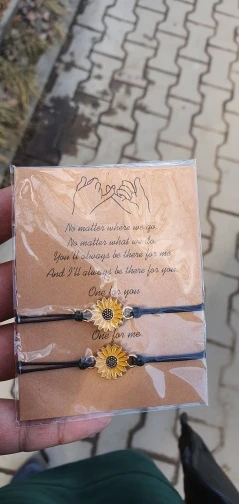 No matter where we go.
No matter what we do.
You'll always be there for me.
And I'll always be there for you.
One for you.
One for me.